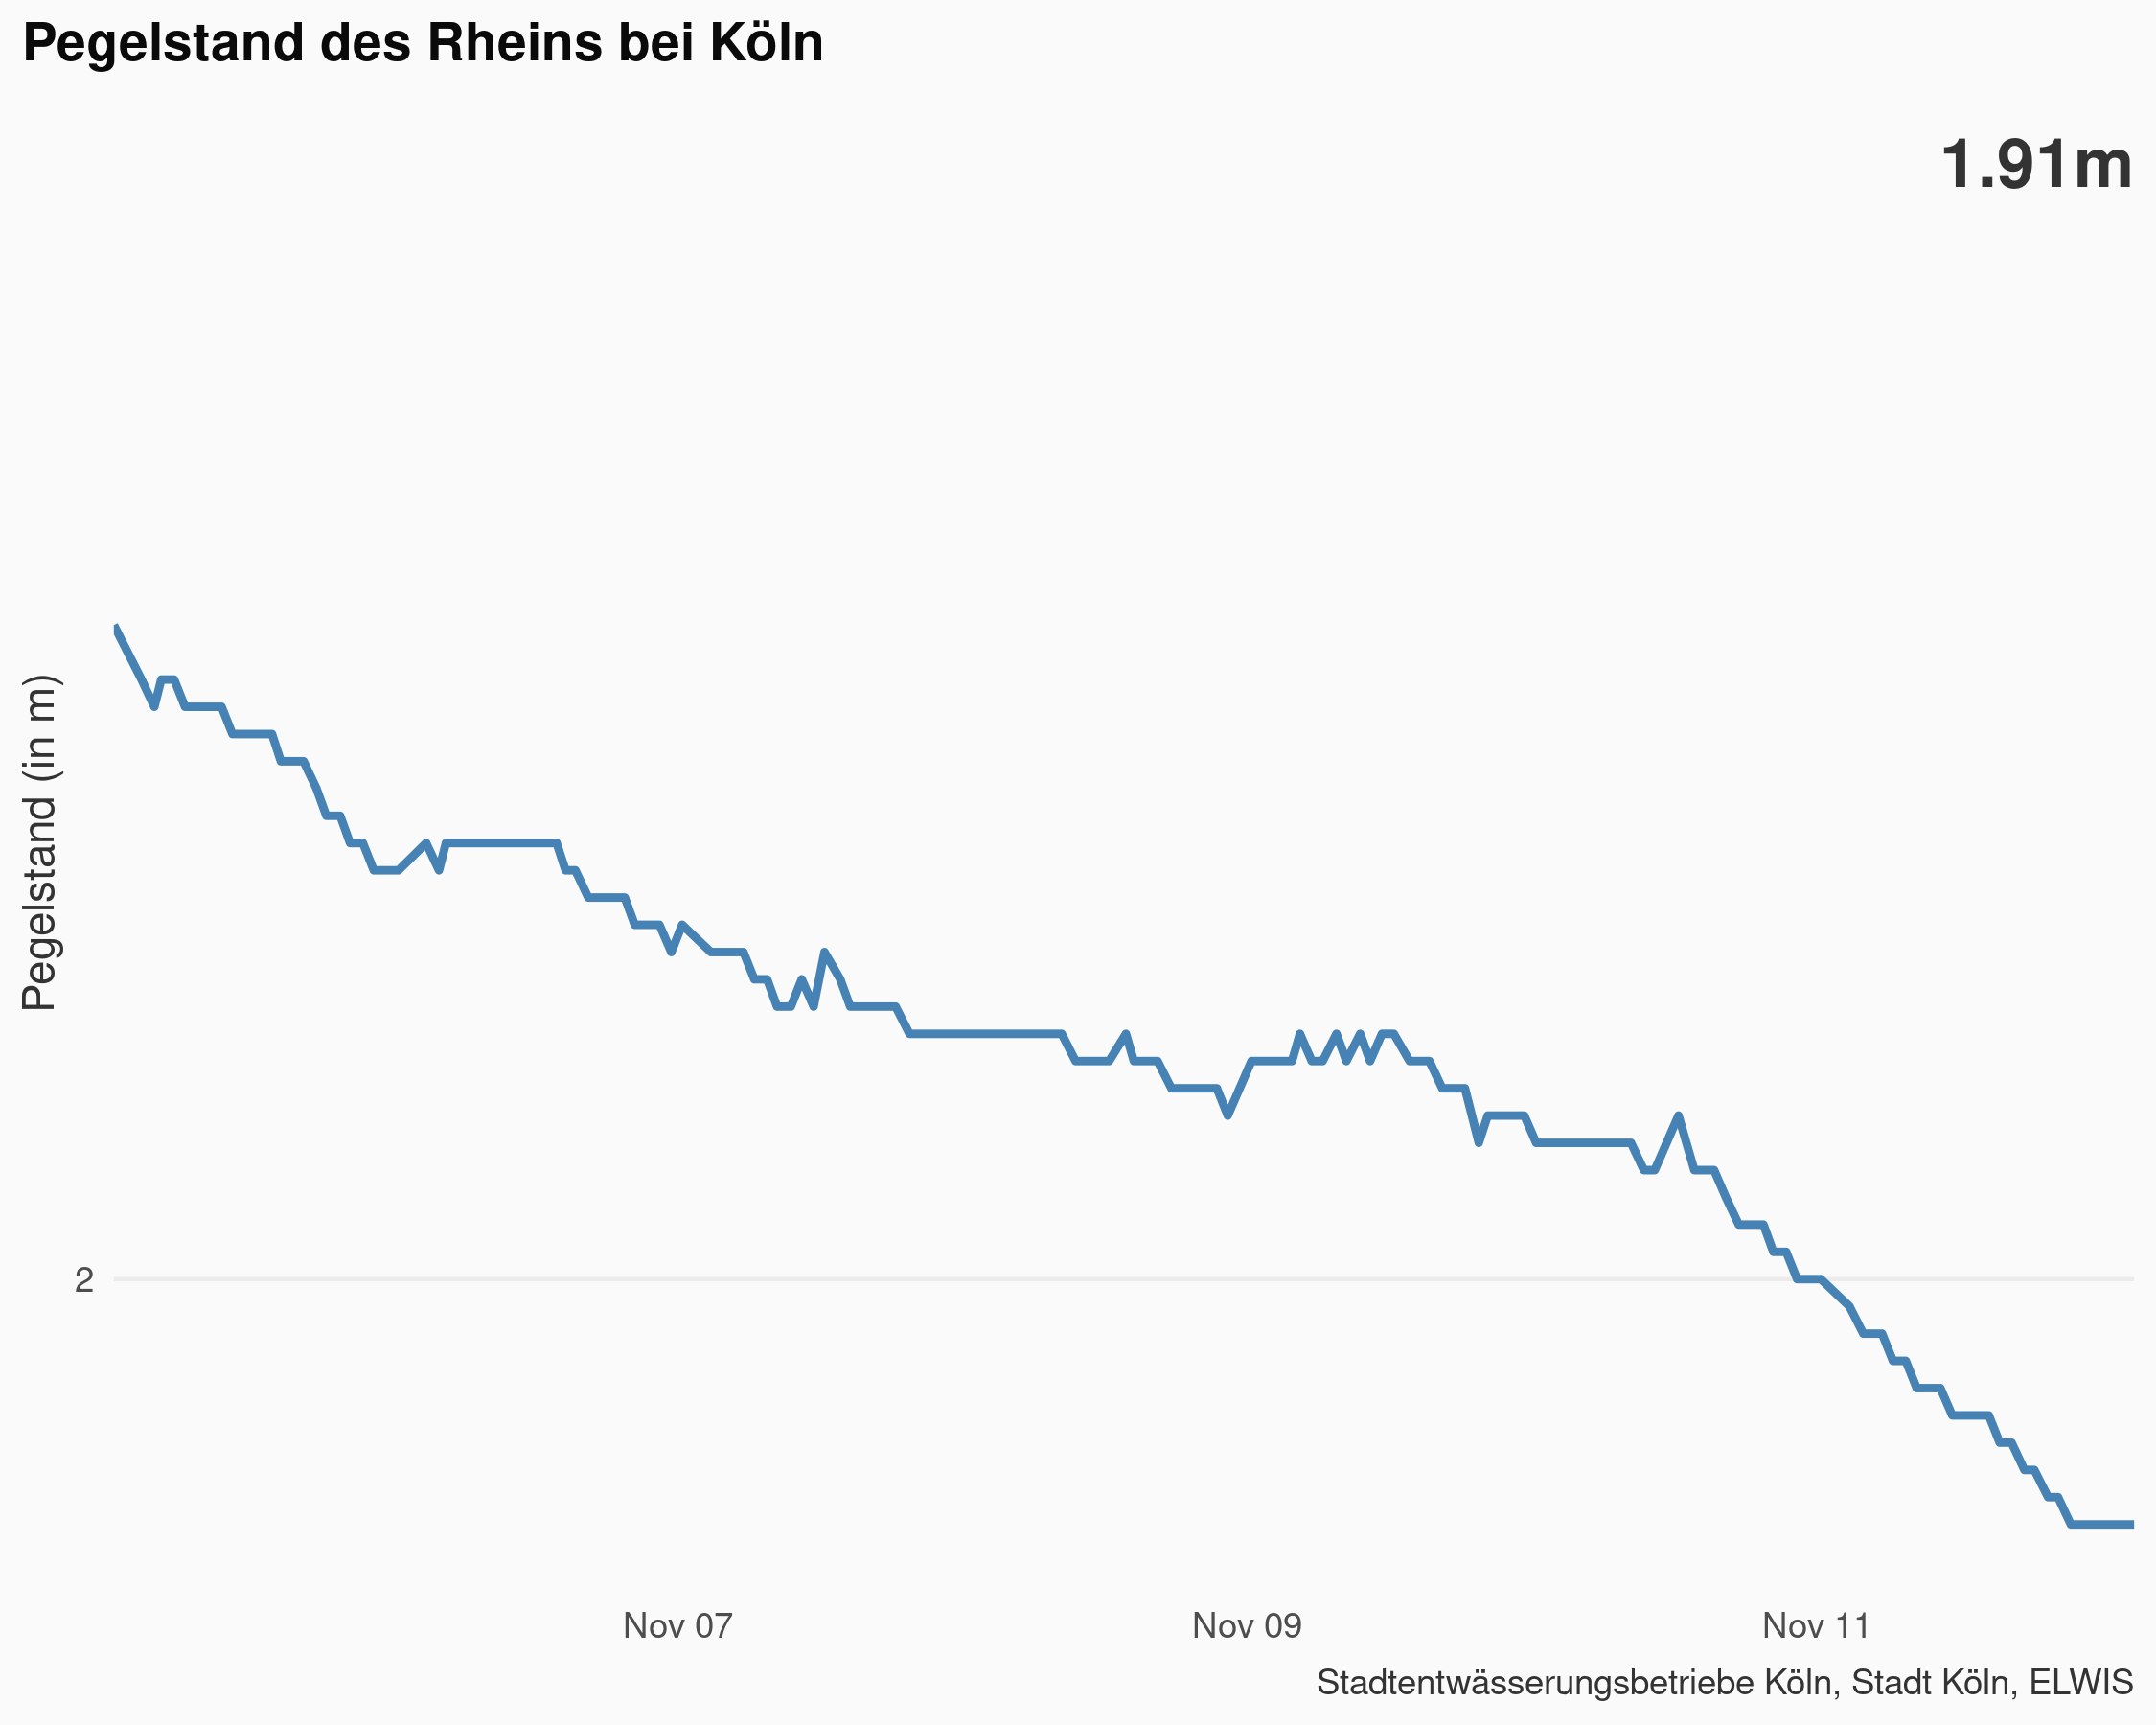 Pegelstand des Rheins bei Köln
1.91m
Pegelstand (in m)
2
Nov 07
Nov 09
Nov 11
Stadtentwässerungsbetriebe Köln, Stadt Köln, ELWIS